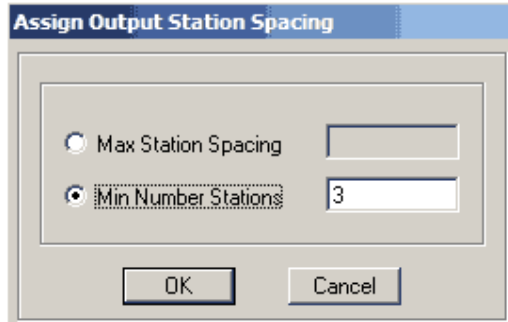 Assign Output Station Spacing
Max Station Spacing
Min Number Stations 3
OK Cancel